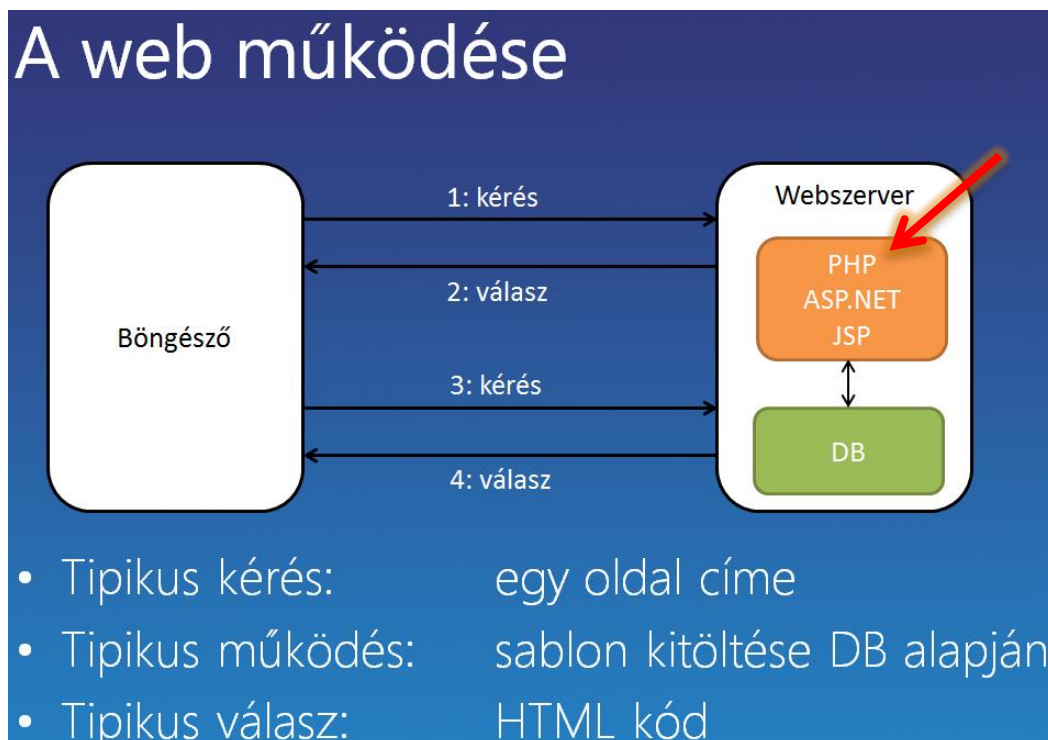 A web működése
1: kérés
Webszerver
PHP
2: válasz
ASP.NET
JSP
Böngésző
3: kérés
DB
4: válasz
• Tipikus kérés: egy oldal címe
• Tipikus működés: sablon kitöltése DB alapján
• Tipikus válasz: HTML kód